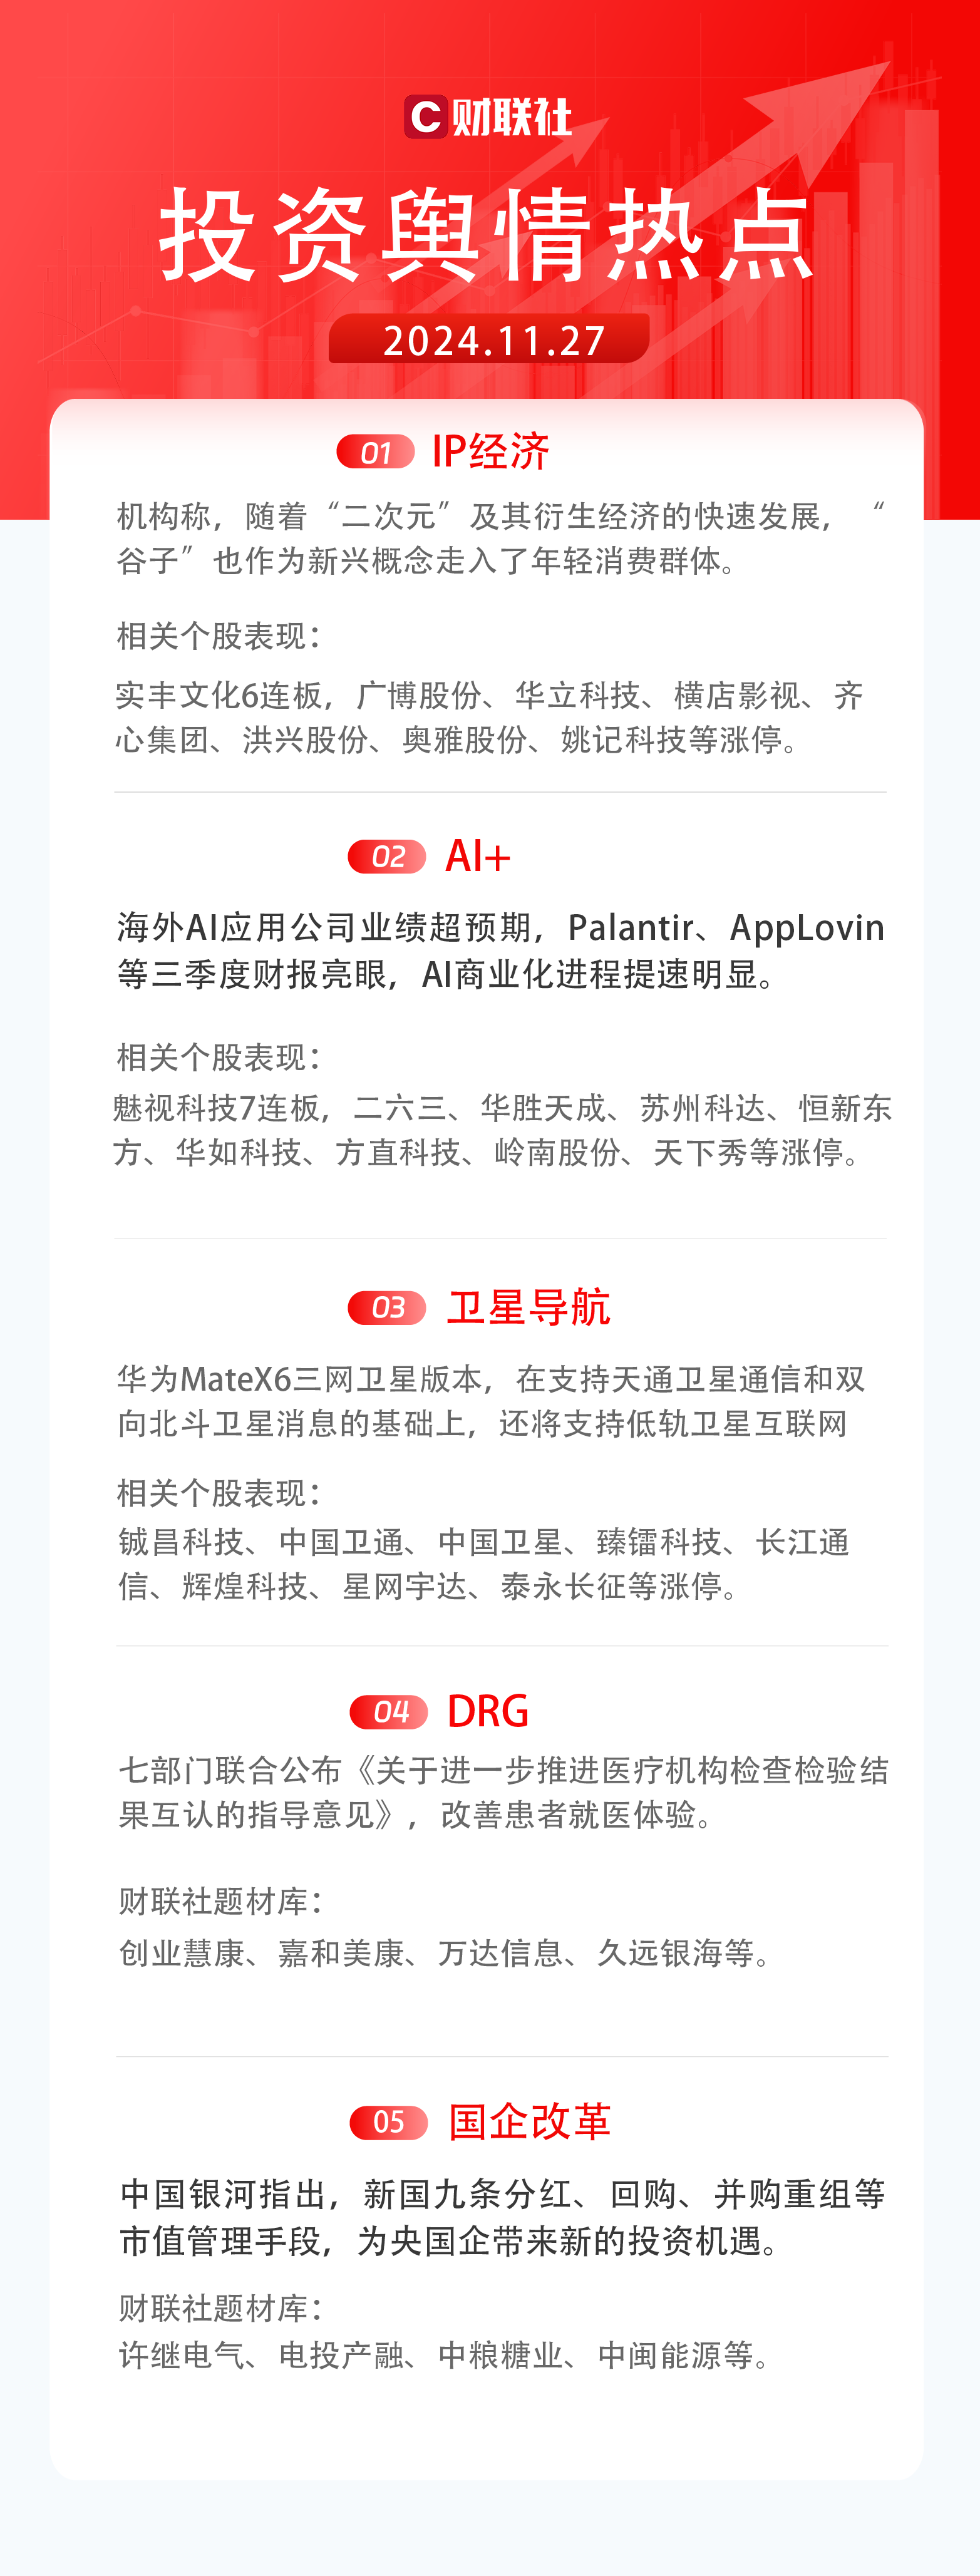 C 财联社
投资舆情热点
2024.11.27
01 IP经济
机构称，随着“二次元”及其衍生经济的快速发展，“
谷子”也作为新兴概念走入了年轻消费群体。
相关个股表现：
实丰文化6连板，广博股份、华立科技、横店影视、齐
心集团、洪兴股份、奥雅股份、姚记科技等涨停。
02 AI+
海外AI应用公司业绩超预期，Palantir、AppLovin
等三季度财报亮眼，AI商业化进程提速明显。
相关个股表现：
魅视科技7连板，二六三、华胜天成、苏州科达、恒新东
方、华如科技、方直科技、岭南股份、天下秀等涨停。
03 卫星导航
华为MateX6三网卫星版本，在支持天通卫星通信和双
向北斗卫星消息的基础上，还将支持低轨卫星互联网
相关个股表现：
铖昌科技、中国卫通、中国卫星、臻镭科技、长江通
信、辉煌科技、星网宇达、泰永长征等涨停。
04 DRG
七部门联合公布《关于进一步推进医疗机构检查检验结
果互认的指导意见》，改善患者就医体验。
财联社题材库：
创业慧康、嘉和美康、万达信息、久远银海等。
05 国企改革
中国银河指出，新国九条分红、回购、并购重组等
市值管理手段，为央国企带来新的投资机遇。
财联社题材库：
许继电气、电投产融、中粮糖业、中闽能源等。